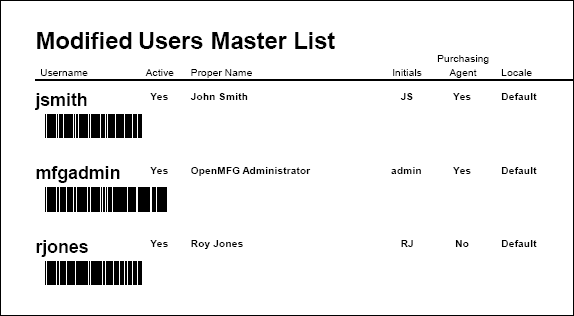 Modified Users Master List
Username Active Proper Name Initials Purchasing Agent Locale
jsmith Yes John Smith JS Yes Default
mfgadmin Yes OpenMFG Administrator admin Yes Default
rjones Yes Roy Jones RJ No Default